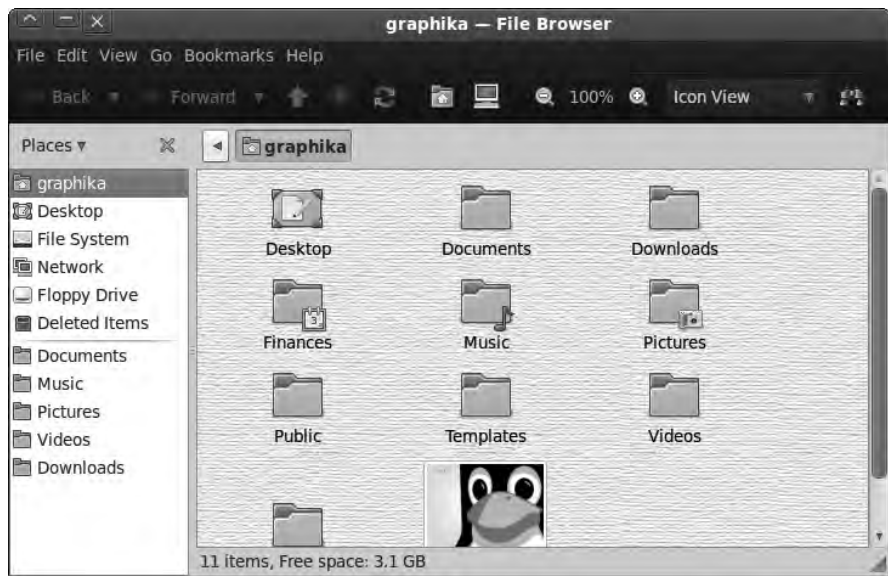 graphika — File Browser
File Edit View Go Bookmarks Help
Back Forward 100% Icon View
Places graphika
graphika
Desktop
File System
Network
Floppy Drive
Deleted Items
Documents
Music
Pictures
Videos
Downloads
Desktop Documents Downloads
3
Finances Music Pictures
Public Templates Videos
11 items, Free space: 3.1 GB